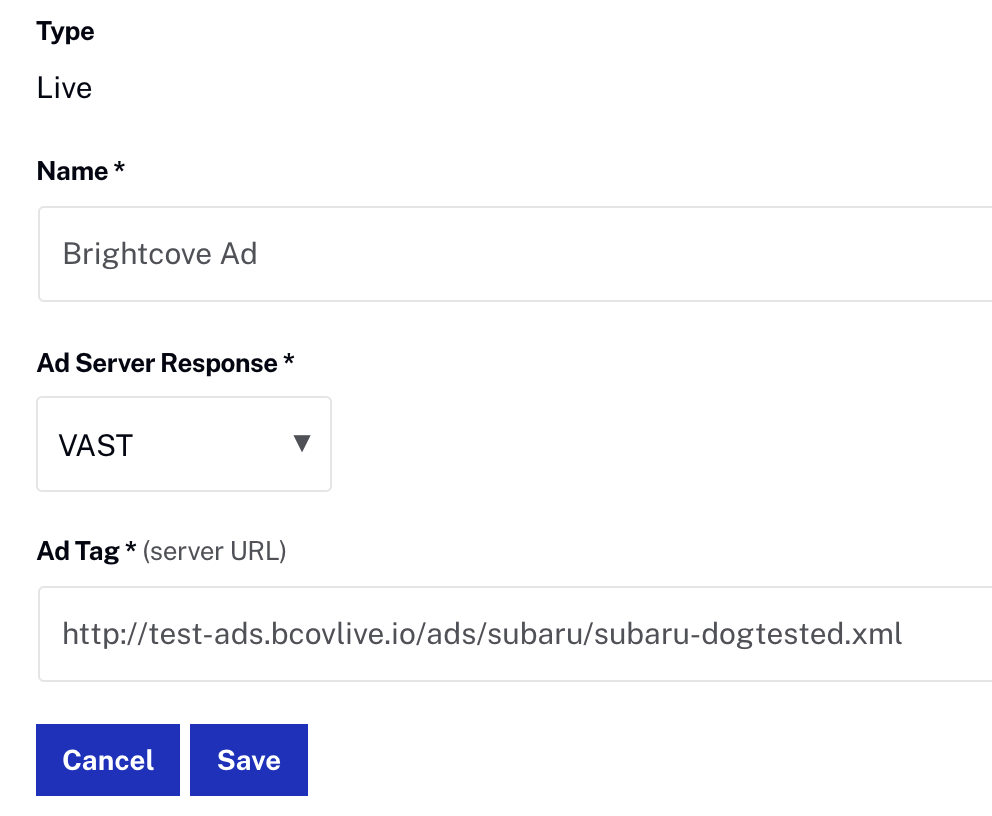 Type
Live
Name *
Brightcove Ad
Ad Server Response *
VAST
Ad Tag * (server URL)
http://test-ads.bcovlive.io/ads/subaru/subaru-dogtested.xml
Cancel Save